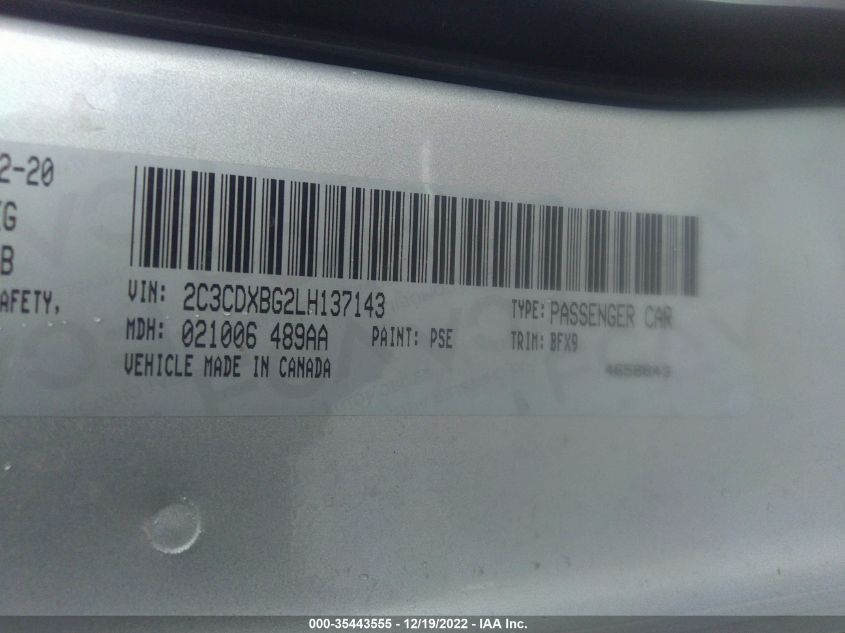 2-20
G
B
AFETY,
VIN: 2C3CDXBG2LH137143
TYPE: PASSENGER CAR
MDH: 021006 489AA
PAINT: PSE
TRIM: BFX9
VEHICLE MADE IN CANADA
000-35443555 - 12/19/2022 - IAA Inc.